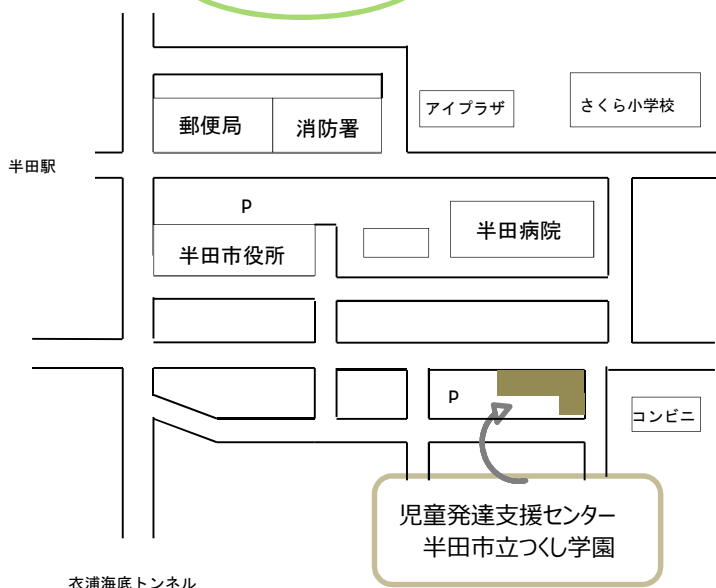 アイプラザ
さくら小学校
郵便局
消防署
半田駅
P
半田病院
半田市役所
P
コンビニ
児童発達支援センター
半田市立つくし学園
衣浦海底トンネル